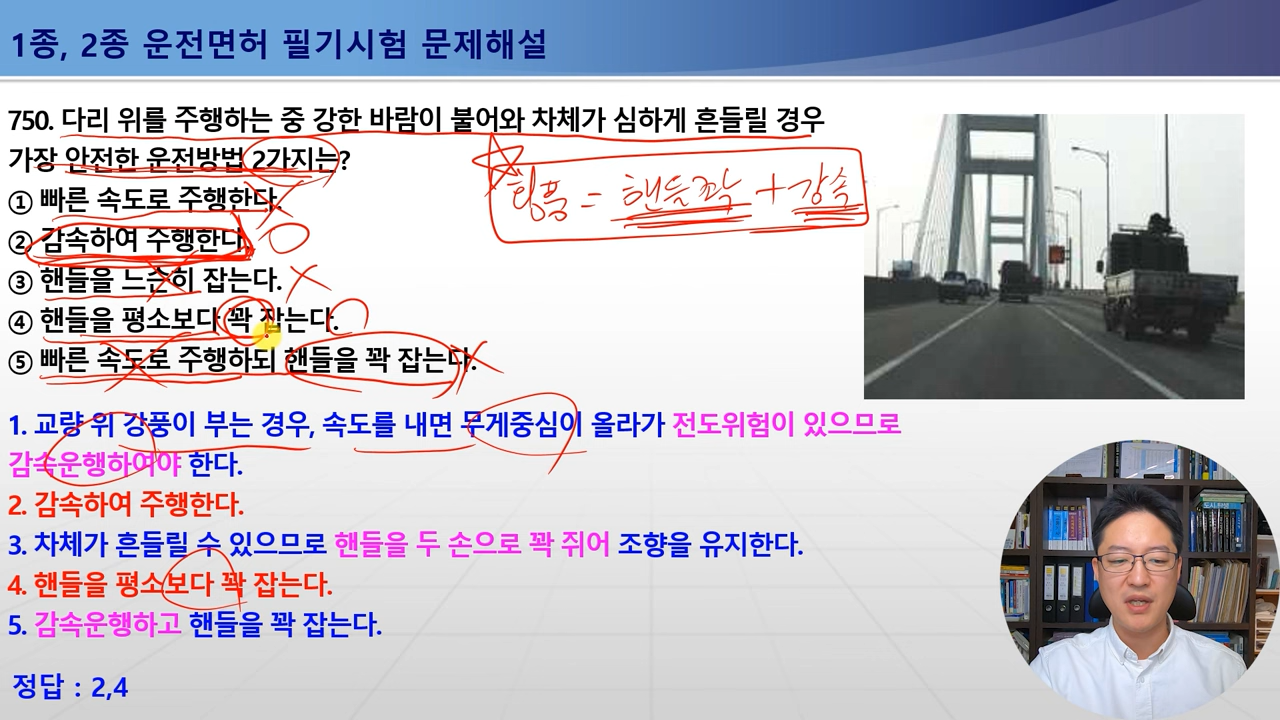 1종, 2종 운전면허 필기시험 문제해설
750. 다리 위를 주행하는 중 강한 바람이 불어와 차체가 심하게 흔들릴 경우
가장 안전한 운전방법 2가지는?
① 빠른 속도로 주행한다.
② 감속하여 주행한다.
③ 핸들을 느슨히 잡는다.
④ 핸들을 평소보다 꽉 잡는다.
⑤ 빠른 속도로 주행하되 핸들을 꽉 잡는다.
횡풍 = 핸들꽉 + 감속
1. 교량 위 강풍이 부는 경우, 속도를 내면 무게중심이 올라가 전도위험이 있으므로
감속운행하여야 한다.
2. 감속하여 주행한다.
3. 차체가 흔들릴 수 있으므로 핸들을 두 손으로 꽉 쥐어 조향을 유지한다.
4. 핸들을 평소보다 꽉 잡는다.
5. 감속운행하고 핸들을 꽉 잡는다.
정답 : 2,4